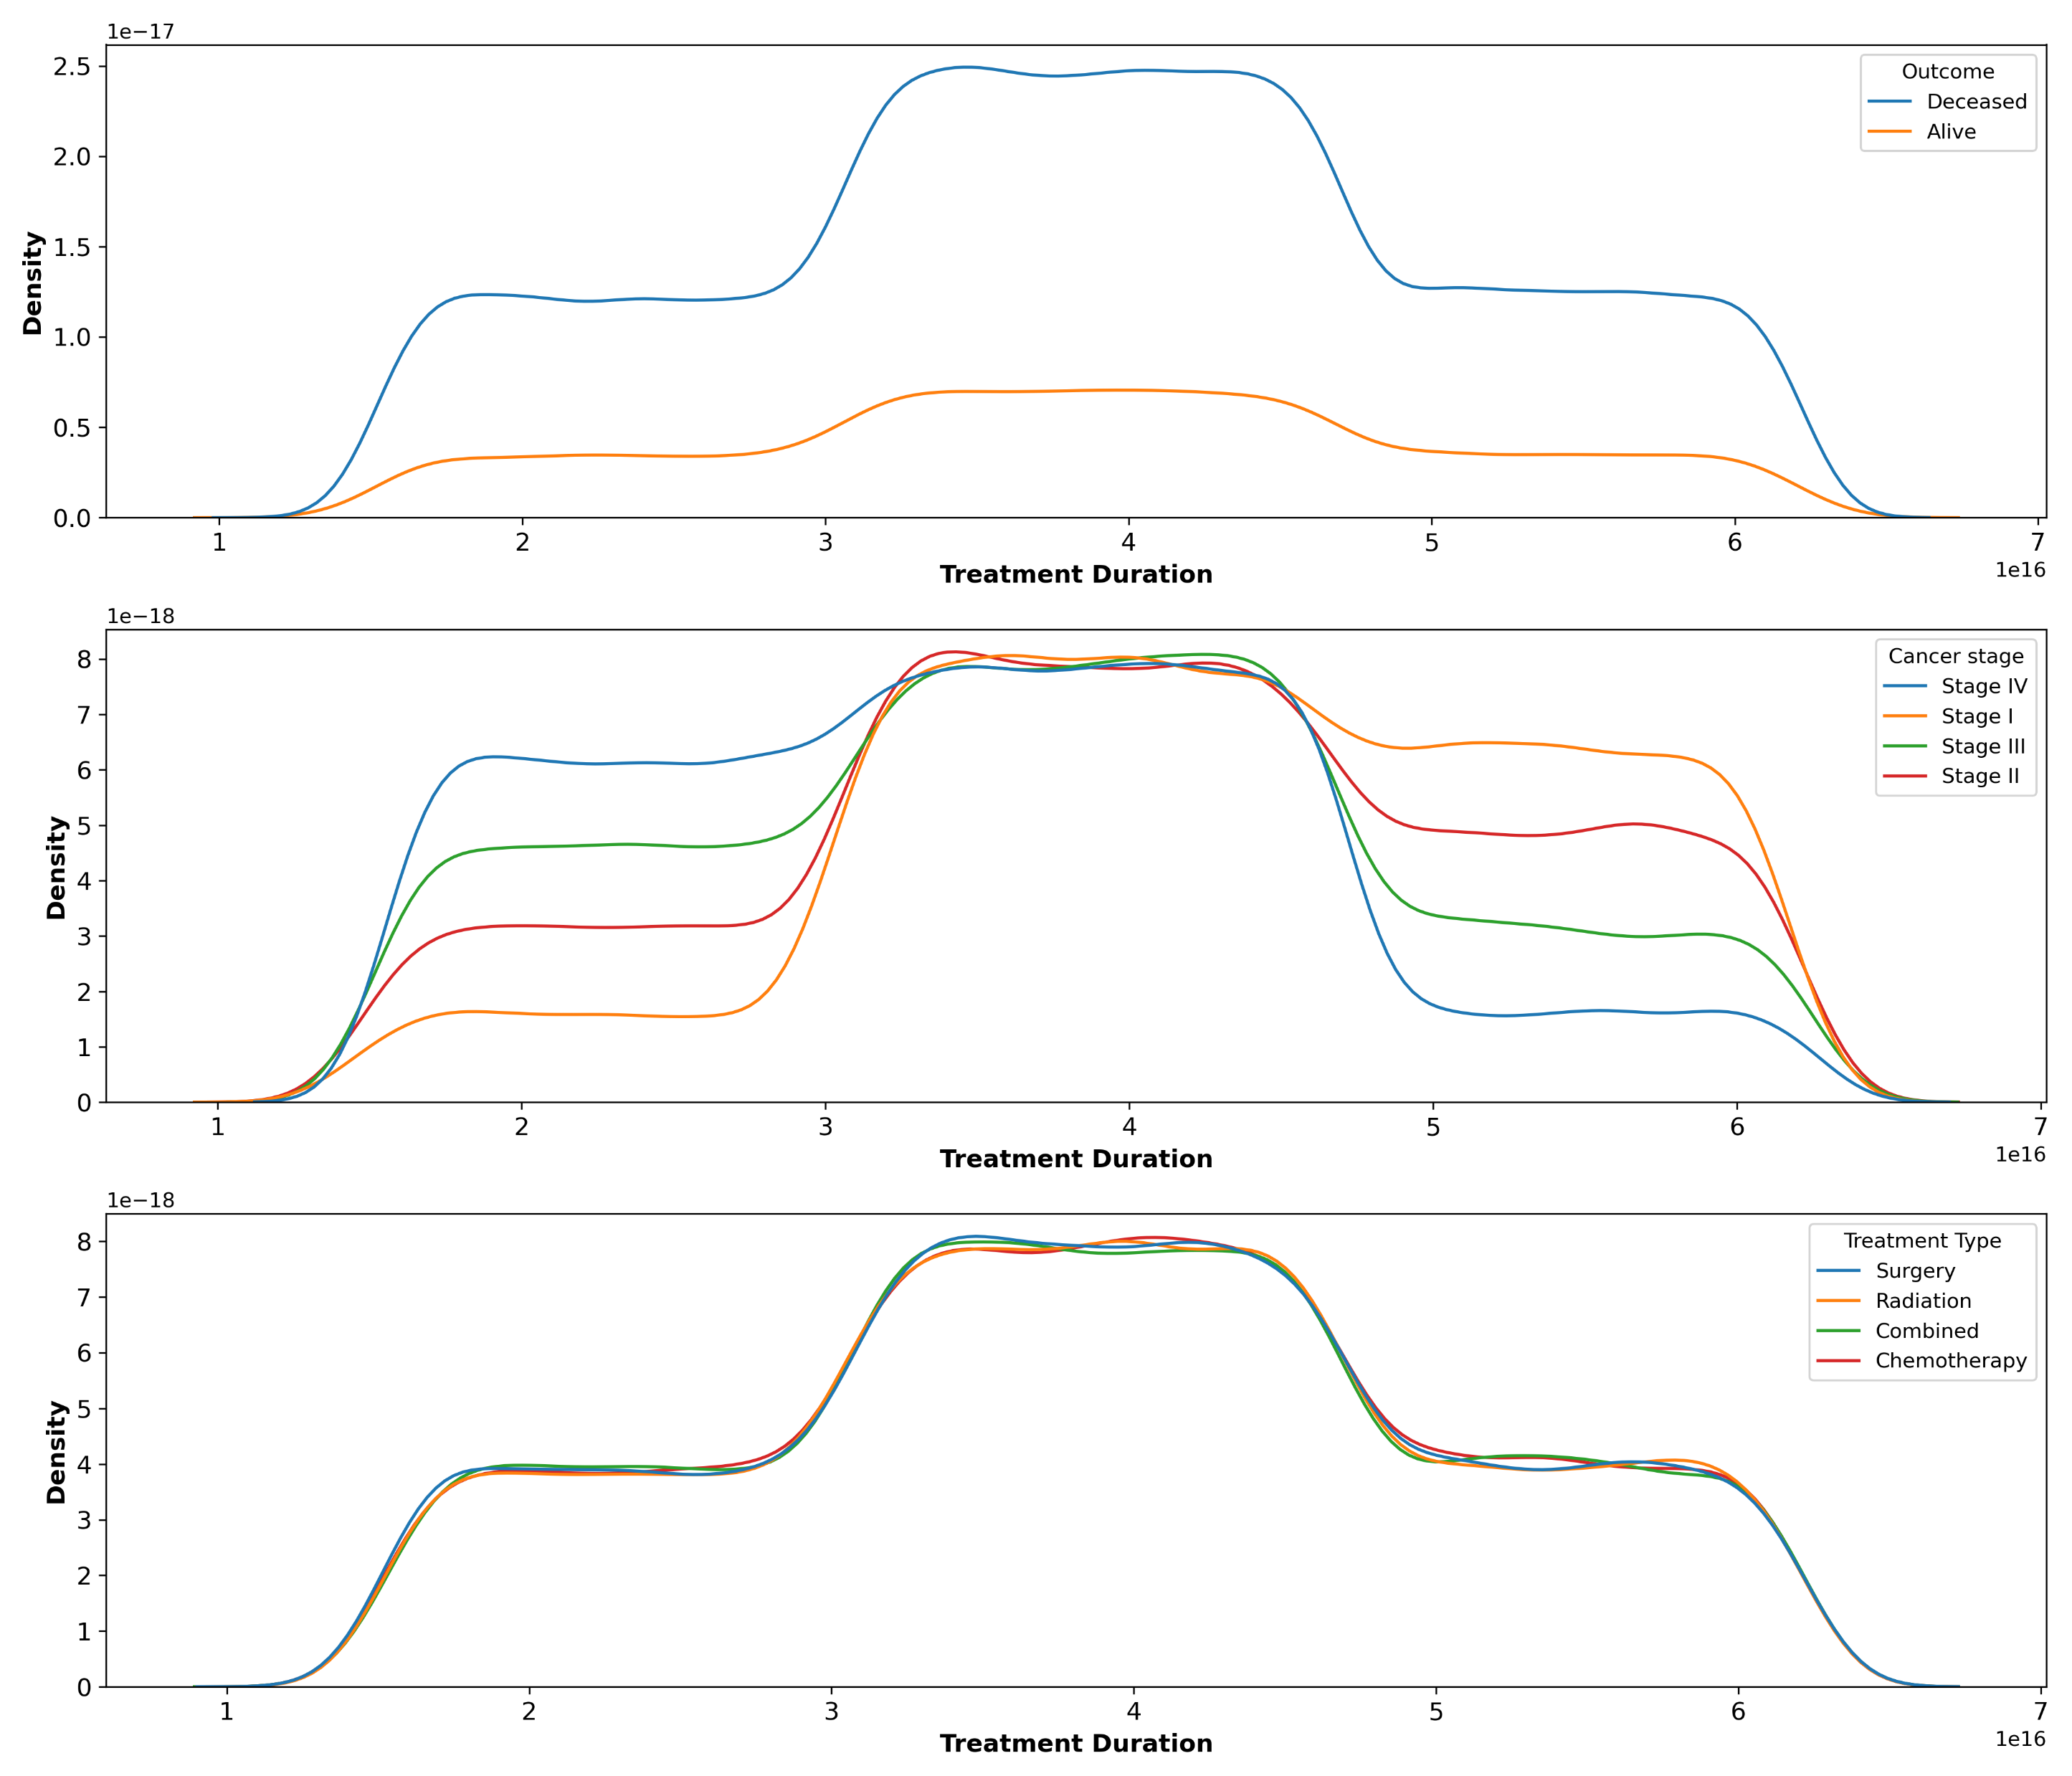 1e−17
2.5
2.0
1.5
1.0
0.5
0.0
Density
Outcome
Deceased
Alive
1 2 3 4 5 6 7
1e16
Treatment Duration
1e−18
8
7
6
5
4
3
2
1
0
Density
Cancer stage
Stage IV
Stage I
Stage III
Stage II
1 2 3 4 5 6 7
1e16
Treatment Duration
1e−18
8
7
6
5
4
3
2
1
0
Density
Treatment Type
Surgery
Radiation
Combined
Chemotherapy
1 2 3 4 5 6 7
1e16
Treatment Duration